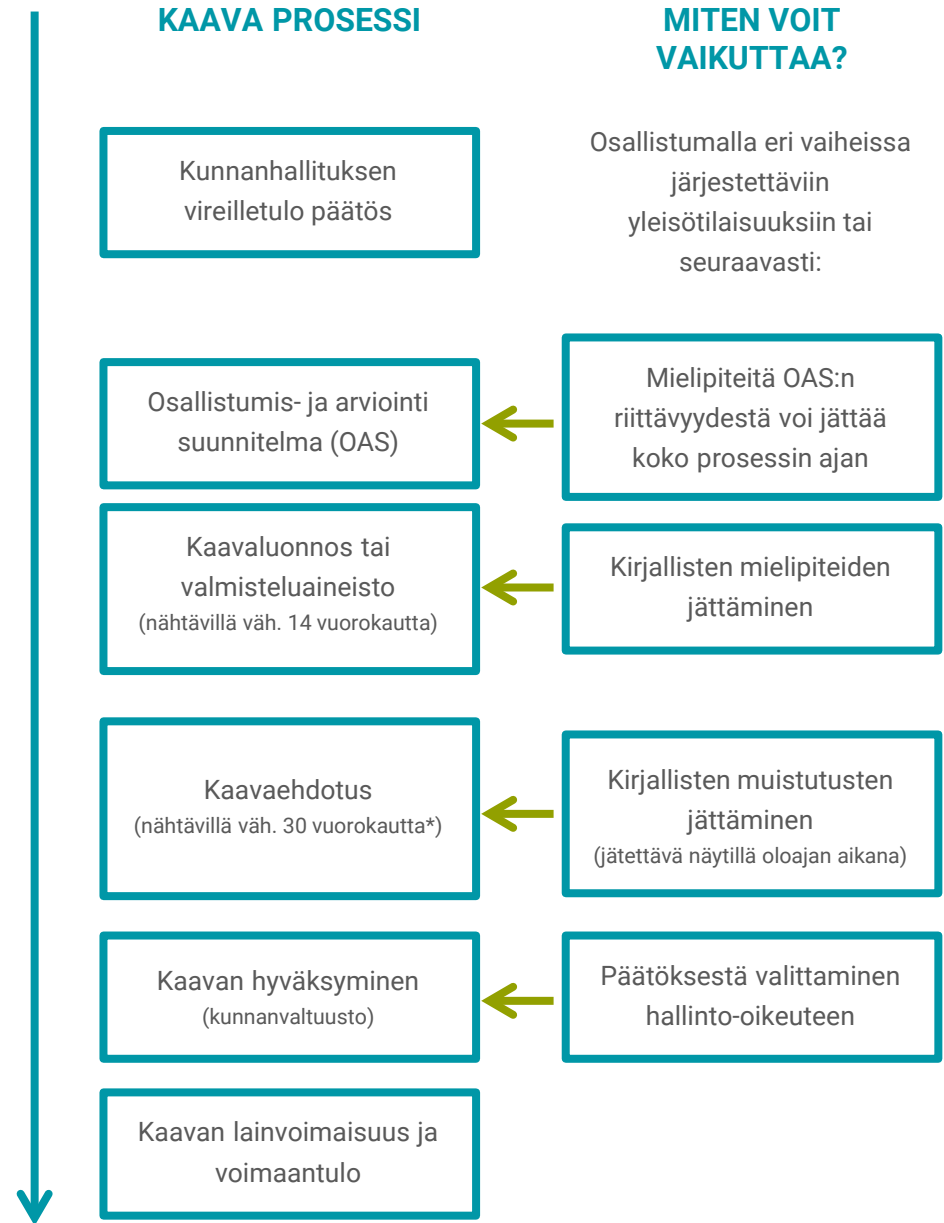 KAAVA PROSESSI
MITEN VOIT
VAIKUTTAA?
Kunnanhallituksen
vireilletulo päätös
Osallistumalla eri vaiheissa
järjestettäviin
yleisötilaisuuksiin tai
seuraavasti:
Osallistumis- ja arviointi
suunnitelma (OAS)
Mielipiteitä OAS:n
riittävyydestä voi jättää
koko prosessin ajan
Kaavaluonnos tai
valmisteluaineisto
(nähtävillä väh. 14 vuorokautta)
Kirjallisten mielipiteiden
jättäminen
Kaavaehdotus
(nähtävillä väh. 30 vuorokautta*)
Kirjallisten muistutusten
jättäminen
(jätettävä näytillä oloajan aikana)
Kaavan hyväksyminen
(kunnanvaltuusto)
Päätöksestä valittaminen
hallinto-oikeuteen
Kaavan lainvoimaisuus ja
voimaantulo